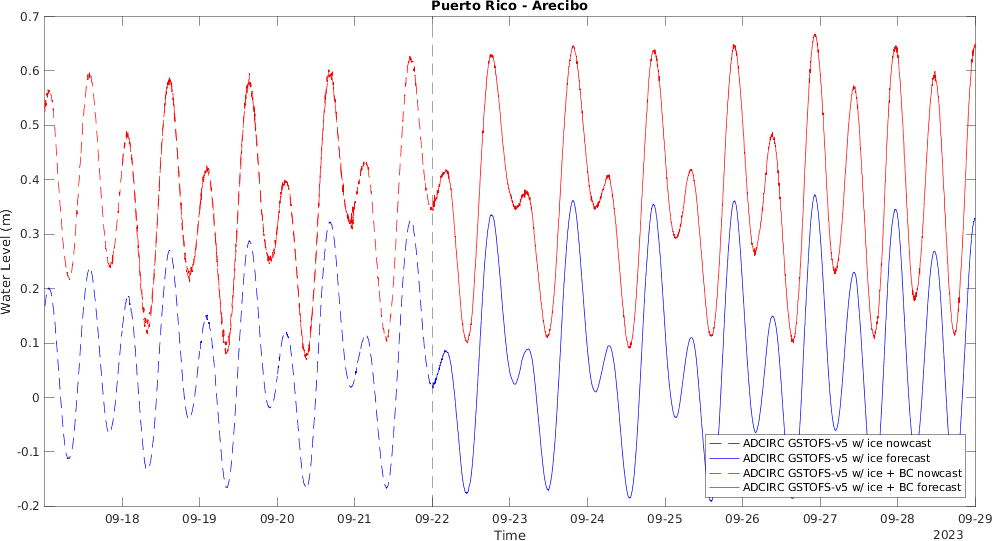 Puerto Rico - Arecibo
0.7
0.6
0.5
0.4
0.3
0.2
0.1
0
-0.1
-0.2
Water Level (m)
ADCIRC GSTOFS-v5 w/ ice nowcast
ADCIRC GSTOFS-v5 w/ ice forecast
ADCIRC GSTOFS-v5 w/ ice + BC nowcast
ADCIRC GSTOFS-v5 w/ ice + BC forecast
09-18 09-19 09-20 09-21 09-22 09-23 09-24 09-25 09-26 09-27 09-28 09-29
Time
2023